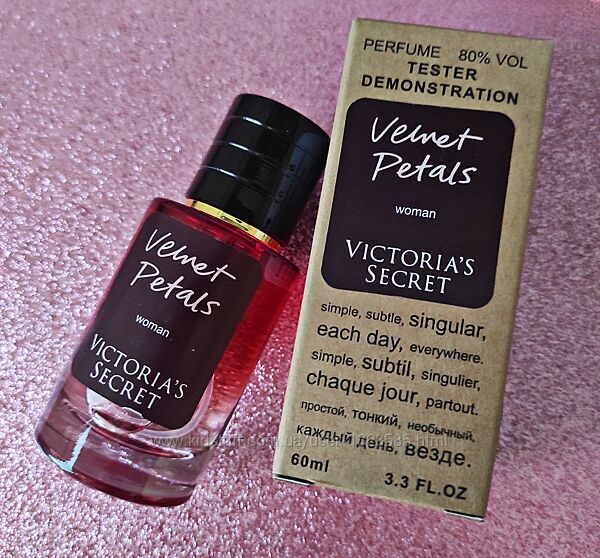 PERFUME 80% VOL
TESTER
DEMONSTRATION
Velvet
Petals
woman
VICTORIA'S
SECRET
simple, subtle, singular,
each day, everywhere.
simple, subtil, singulier,
chaque jour, partout.
простой, тонкий, необычный,
каждый день, везде.
60ml
3.3 FL.OZ
Velvet
Petals
woman
VICTORIA'S
SECRET